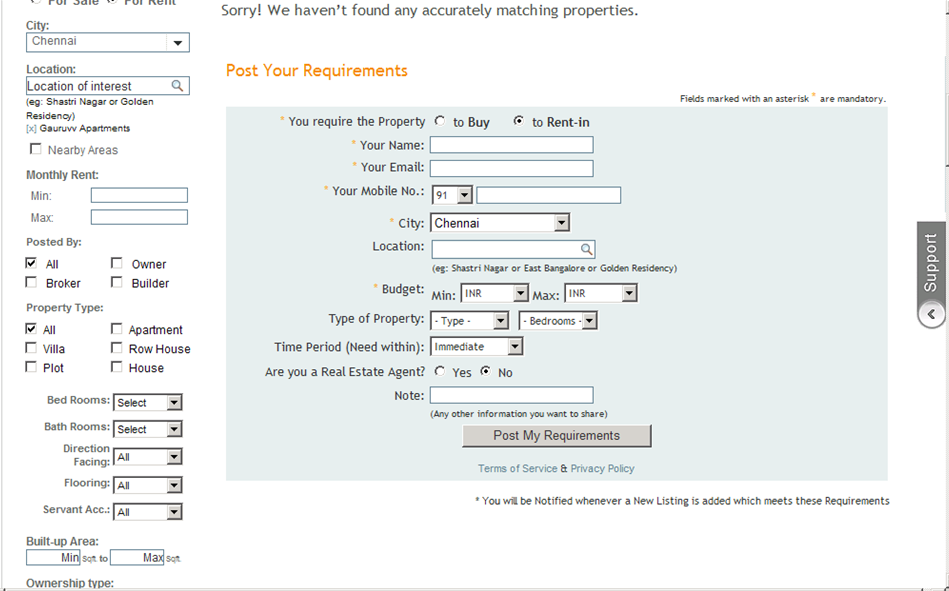 For Sale For Rent
City:
Chennai
Location:
Location of interest
(eg: Shastri Nagar or Golden
Residency)
[x] Gauruvv Apartments
Nearby Areas
Monthly Rent:
Min:
Max:
Posted By:
All Owner
Broker Builder
Property Type:
All Apartment
Villa Row House
Plot House
Bed Rooms: Select
Bath Rooms: Select
Direction
Facing: All
Flooring: All
Servant Acc.: All
Built-up Area:
Min Sqft. to Max Sqft.
Ownership type:
Sorry! We haven't found any accurately matching properties.
Post Your Requirements
Fields marked with an asterisk * are mandatory.
* You require the Property to Buy to Rent-in
* Your Name:
* Your Email:
* Your Mobile No.: 91
* City: Chennai
Location:
(eg: Shastri Nagar or East Bangalore or Golden Residency)
* Budget: Min: INR Max: INR
Type of Property: - Type - - Bedrooms -
Time Period (Need within): Immediate
Are you a Real Estate Agent? Yes No
Note:
(Any other information you want to share)
Post My Requirements
Terms of Service & Privacy Policy
* You will be Notified whenever a New Listing is added which meets these Requirements
Support